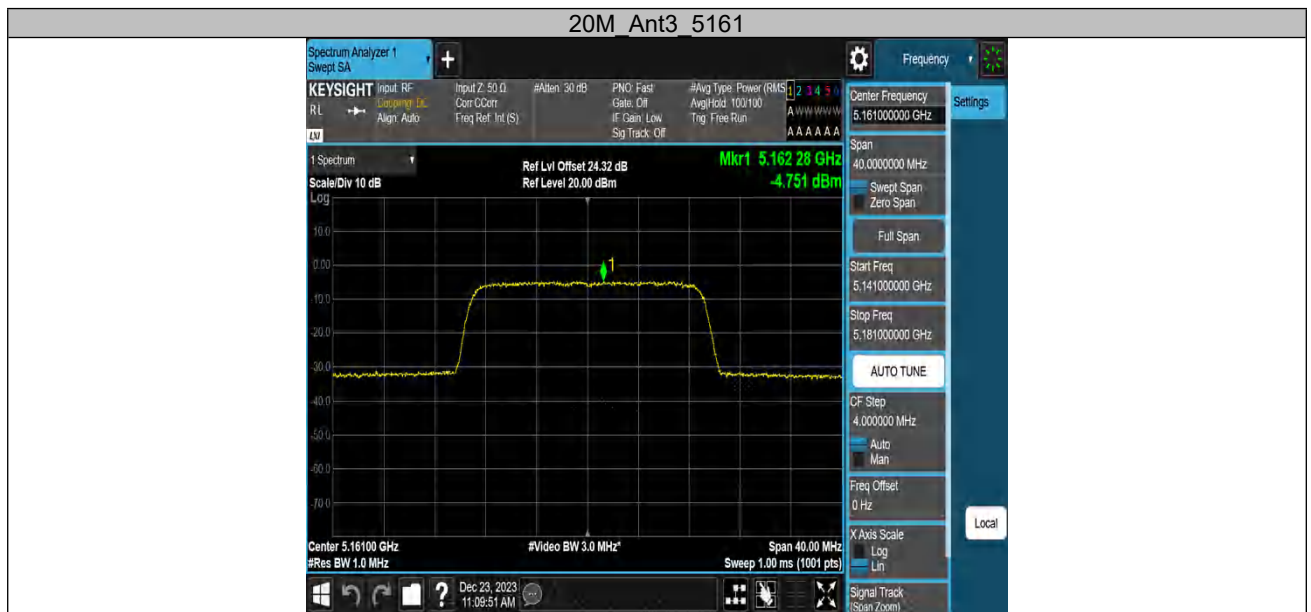 20M_Ant3_5161
Spectrum Analyzer 1
Swept SA
+
Frequency
KEYSIGHT
RL
LXI
Input: RF
Coupling: DC
Align: Auto
Input Z: 50 Ω
Corr CCorr
Freq Ref: Int (S)
#Atten: 30 dB
PNO: Fast
Gate: Off
IF Gain: Low
Sig Track: Off
#Avg Type: Power (RMS
Avg|Hold: 100/100
Trig: Free Run
1 2 3 4 5 6
A W W W W W
A A A A A A
1 Spectrum
Scale/Div 10 dB
Ref Lvl Offset 24.32 dB
Ref Level 20.00 dBm
Mkr1 5.162 28 GHz
-4.751 dBm
Log
10.0
0.00
-10.0
-20.0
-30.0
-40.0
-50.0
-60.0
-70.0
1
Center 5.16100 GHz
#Res BW 1.0 MHz
#Video BW 3.0 MHz*
Span 40.00 MHz
Sweep 1.00 ms (1001 pts)
Center Frequency
5.161000000 GHz
Settings
Span
40.0000000 MHz
Swept Span
Zero Span
Full Span
Start Freq
5.141000000 GHz
Stop Freq
5.181000000 GHz
AUTO TUNE
CF Step
4.000000 MHz
Auto
Man
Freq Offset
0 Hz
X Axis Scale
Log
Lin
Local
Signal Track
(Span Zoom)
?
Dec 23, 2023
11:09:51 AM